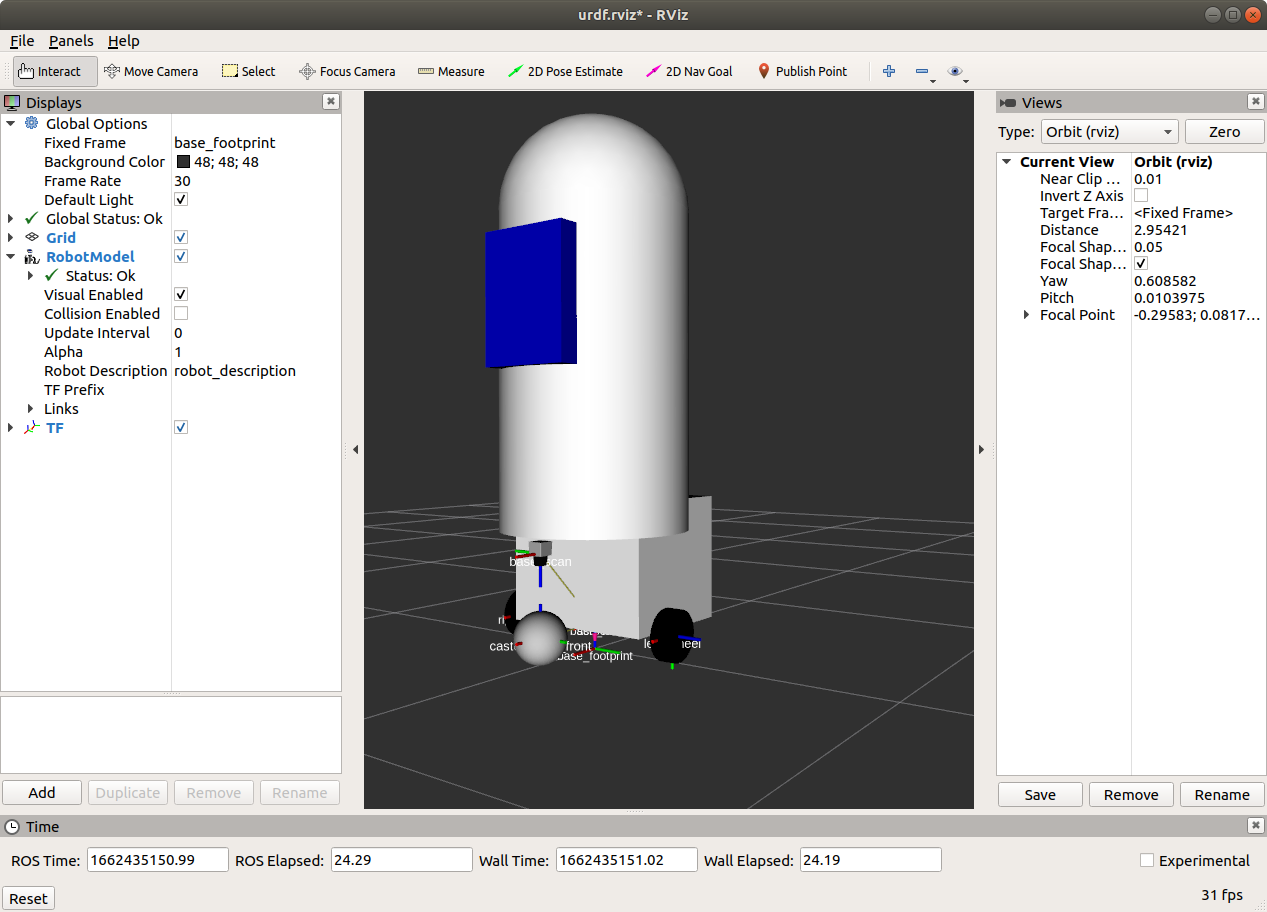 urdf.rviz* - RViz
File Panels Help
Interact Move Camera Select Focus Camera Measure 2D Pose Estimate 2D Nav Goal Publish Point
Displays
Global Options
Fixed Frame base_footprint
Background Color 48; 48; 48
Frame Rate 30
Default Light
Global Status: Ok
Grid
RobotModel
Status: Ok
Visual Enabled
Collision Enabled
Update Interval 0
Alpha 1
Robot Description robot_description
TF Prefix
Links
TF
Add Duplicate Remove Rename
base_scan
front
base_footprint
Views
Type: Orbit (rviz) Zero
Current View Orbit (rviz)
Near Clip ... 0.01
Invert Z Axis
Target Fra... <Fixed Frame>
Distance 2.95421
Focal Shap... 0.05
Focal Shap...
Yaw 0.608582
Pitch 0.0103975
Focal Point -0.29583; 0.0817...
Save Remove Rename
Time
ROS Time: 1662435150.99 ROS Elapsed: 24.29 Wall Time: 1662435151.02 Wall Elapsed: 24.19 Experimental
Reset 31 fps